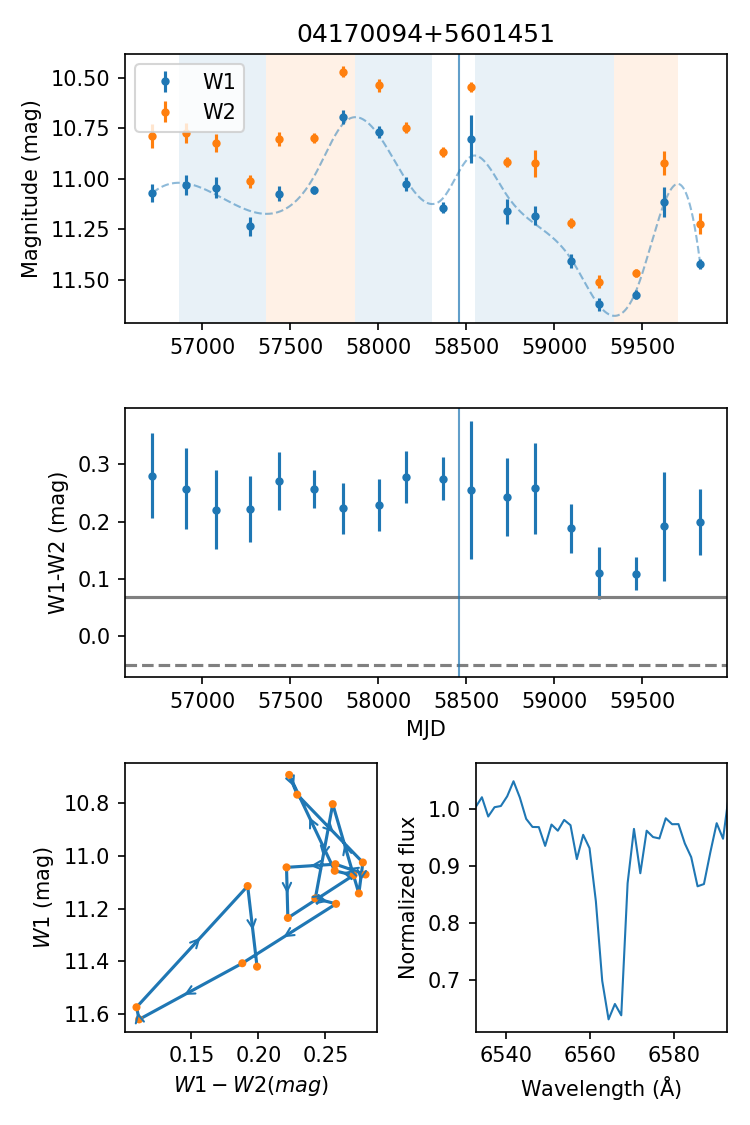 04170094+5601451
Magnitude (mag)
10.50
10.75
11.00
11.25
11.50
W1
W2
57000 57500 58000 58500 59000 59500
W1-W2 (mag)
0.3
0.2
0.1
0.0
57000 57500 58000 58500 59000 59500
MJD
W1 (mag)
10.8
11.0
11.2
11.4
11.6
0.15 0.20 0.25
W1 − W2(mag)
Normalized flux
1.0
0.9
0.8
0.7
6540 6560 6580
Wavelength (Å)